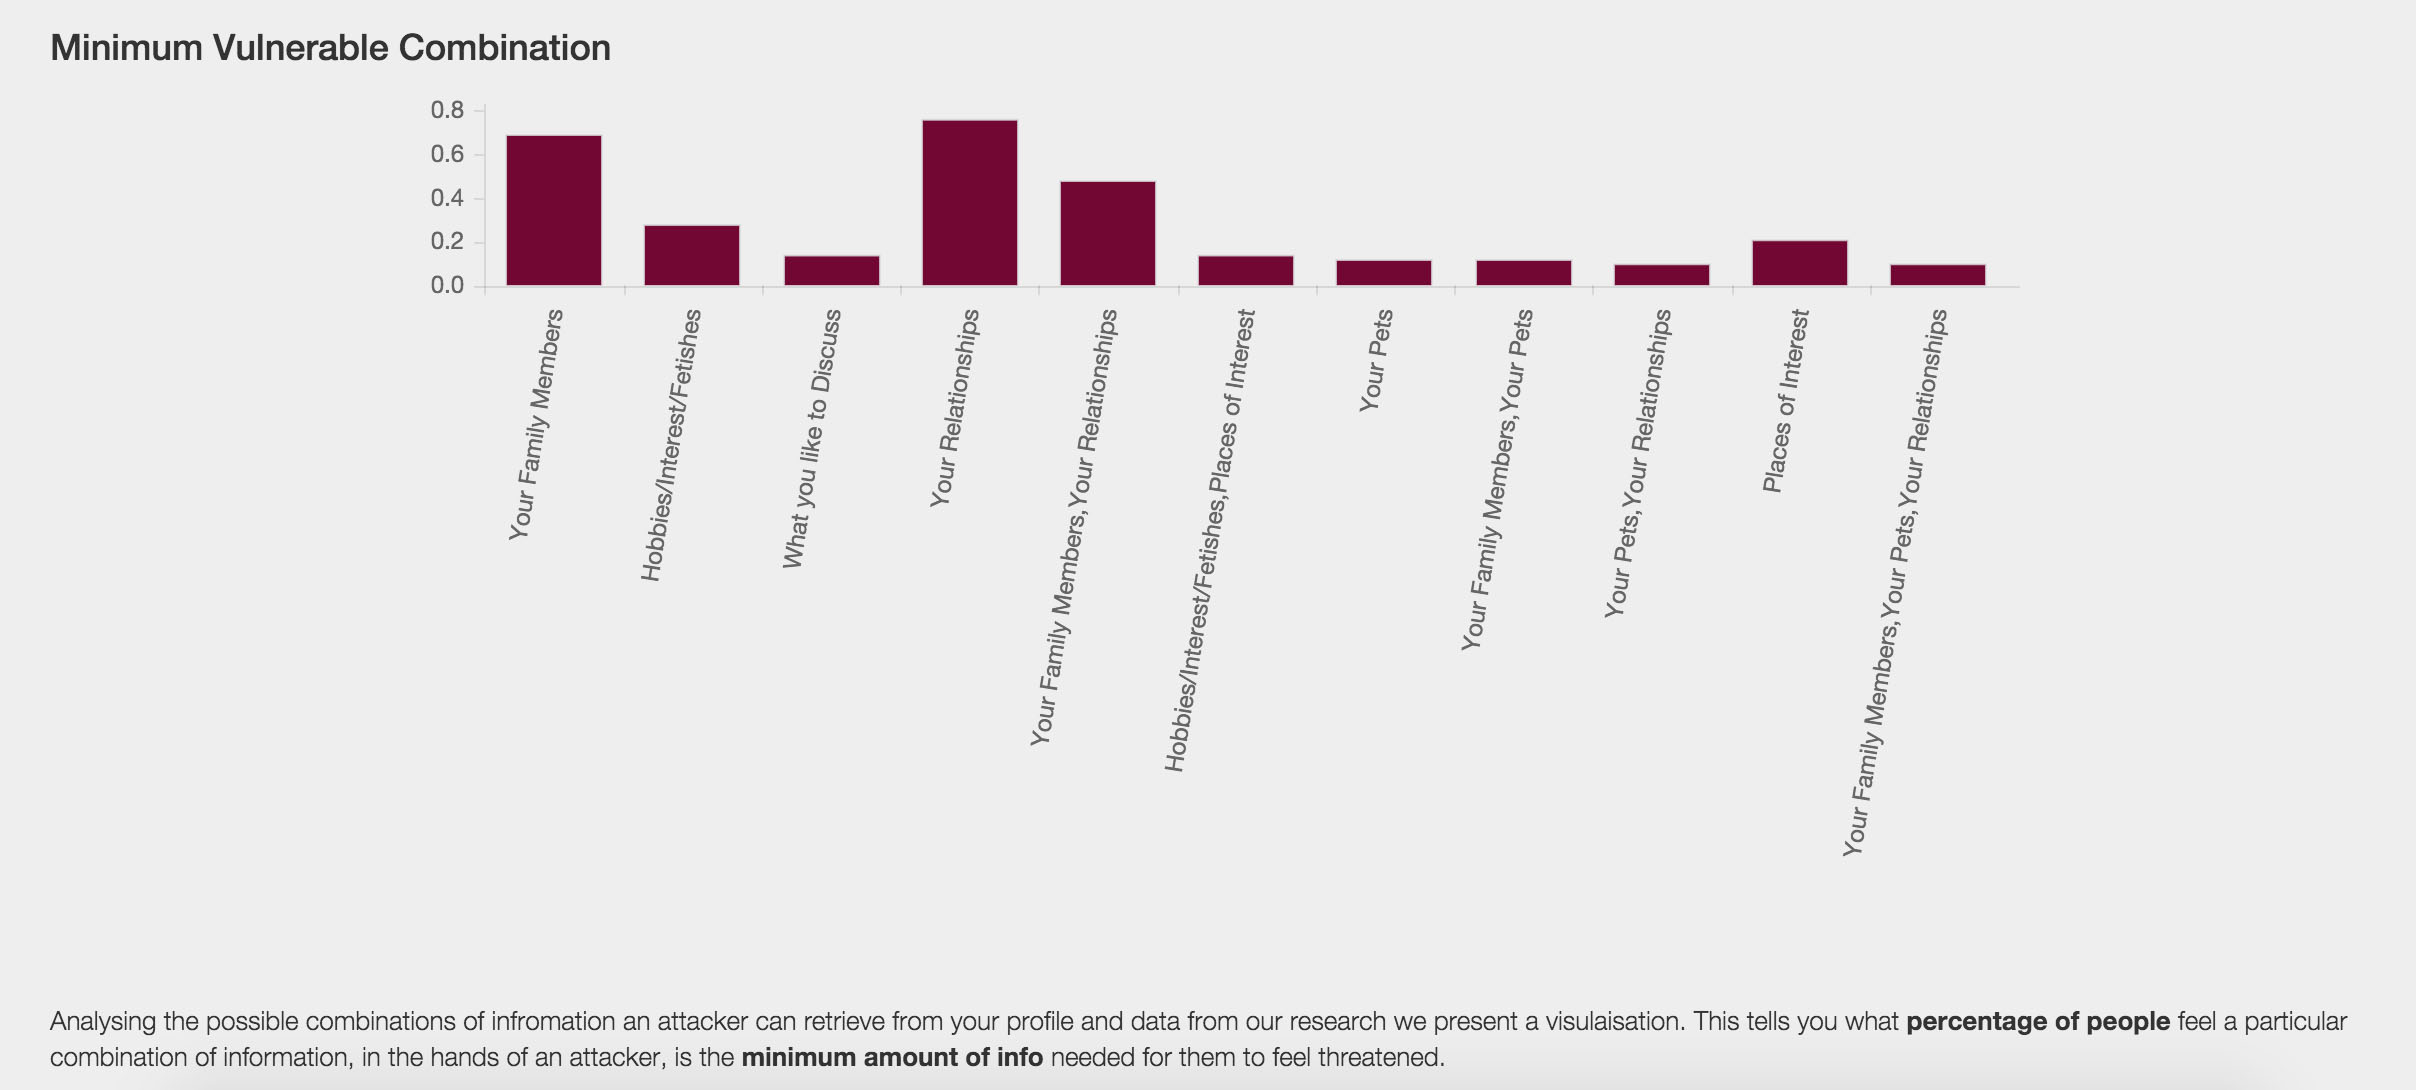 Minimum Vulnerable Combination
0.8
0.6
0.4
0.2
0.0
Your Family Members
Hobbies/Interest/Fetishes
What you like to Discuss
Your Relationships
Your Family Members,Your Relationships
Hobbies/Interest/Fetishes,Places of Interest
Your Pets
Your Family Members,Your Pets
Your Pets,Your Relationships
Places of Interest
Your Family Members,Your Pets,Your Relationships
Analysing the possible combinations of infromation an attacker can retrieve from your profile and data from our research we present a visulaisation. This tells you what percentage of people feel a particular
combination of information, in the hands of an attacker, is the minimum amount of info needed for them to feel threatened.